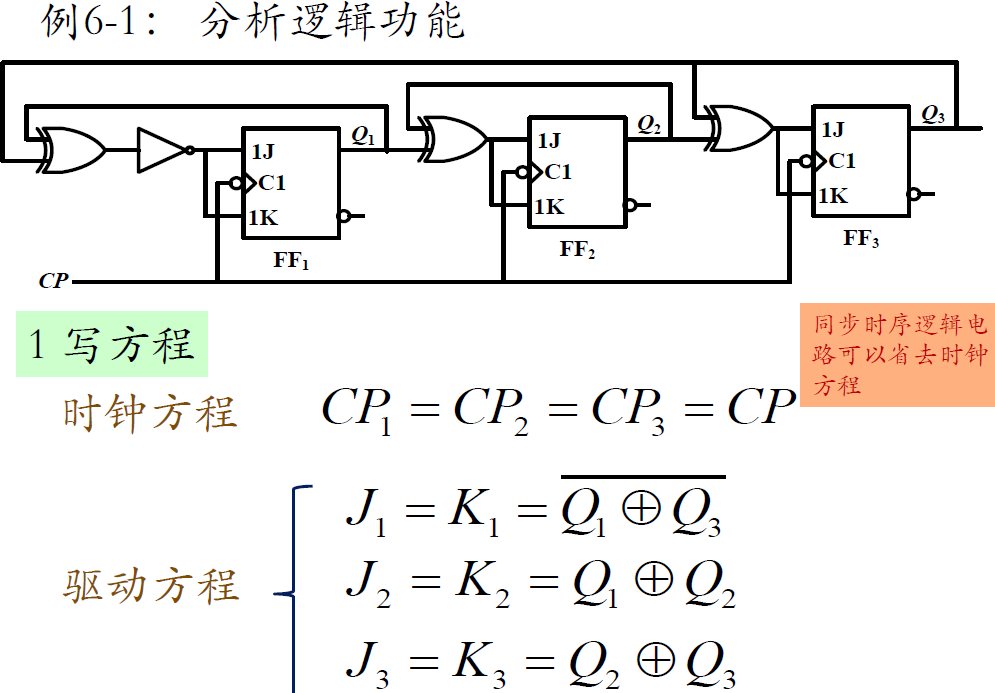 例6-1： 分析逻辑功能
Q₁
Q₂
Q₃
1J
C1
1K
FF₁
1J
C1
1K
FF₂
1J
C1
1K
FF₃
CP
1 写方程
同步时序逻辑电
路可以省去时钟
方程
时钟方程 CP₁ = CP₂ = CP₃ = CP
J₁ = K₁ = \overline{Q₁ ⊕ Q₃}
驱动方程 J₂ = K₂ = Q₁ ⊕ Q₂
J₃ = K₃ = Q₂ ⊕ Q₃